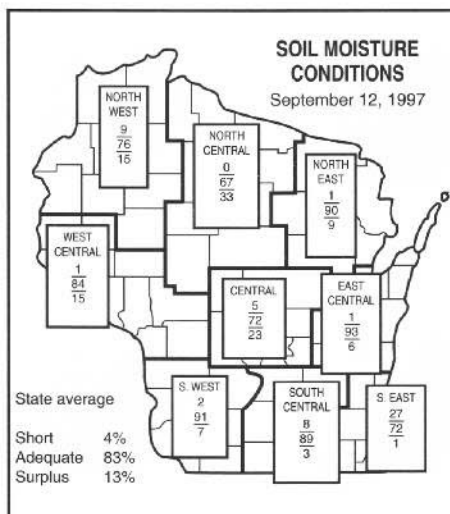 SOIL MOISTURE
CONDITIONS
September 12, 1997
NORTH
WEST
9
76
15
NORTH
CENTRAL
0
67
33
NORTH
EAST
1
90
9
WEST
CENTRAL
1
84
15
CENTRAL
5
72
23
EAST
CENTRAL
1
93
6
S. WEST
2
91
7
SOUTH
CENTRAL
8
89
3
S. EAST
27
72
1
State average
Short 4%
Adequate 83%
Surplus 13%